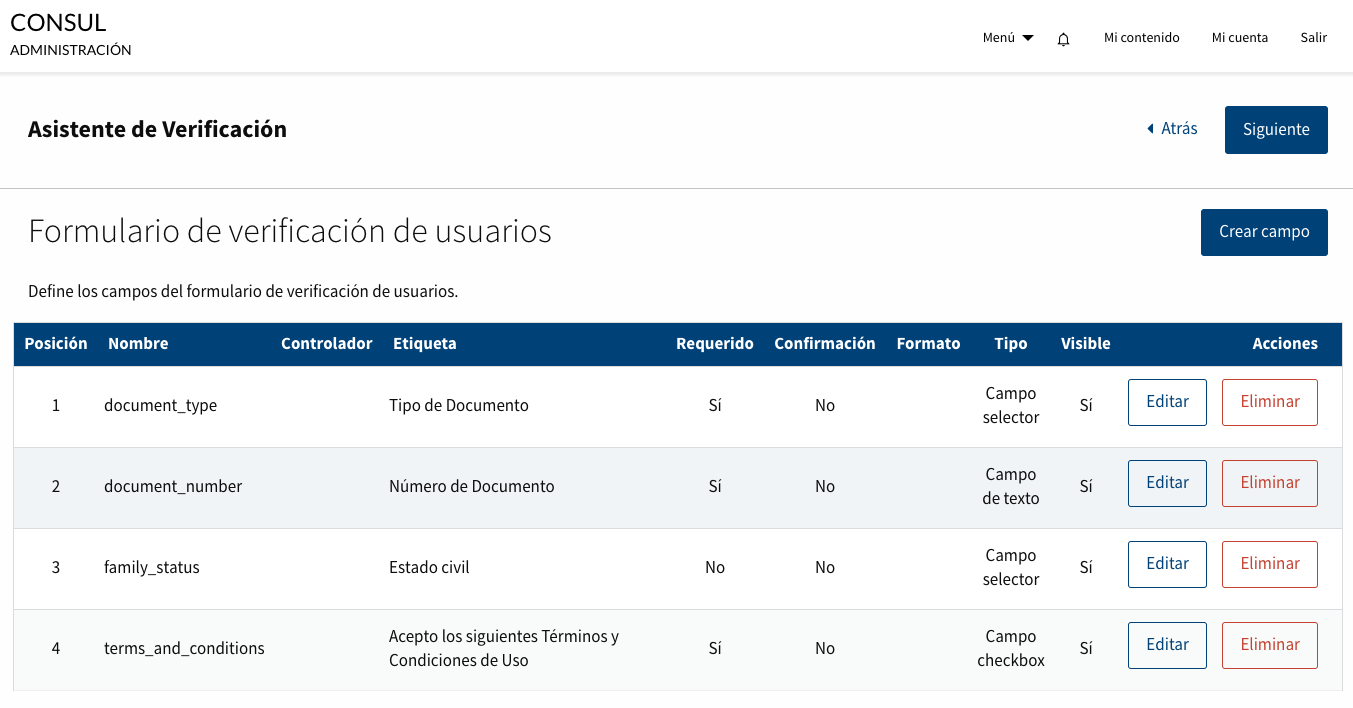 CONSUL
ADMINISTRACIÓN
Menú Mi contenido Mi cuenta Salir
Asistente de Verificación
Atrás Siguiente
Formulario de verificación de usuarios
Crear campo
Define los campos del formulario de verificación de usuarios.
Posición Nombre Controlador Etiqueta Requerido Confirmación Formato Tipo Visible Acciones
1 document_type Tipo de Documento Sí No Campo selector Sí Editar Eliminar
2 document_number Número de Documento Sí No Campo de texto Sí Editar Eliminar
3 family_status Estado civil No No Campo selector Sí Editar Eliminar
4 terms_and_conditions Acepto los siguientes Términos y Condiciones de Uso Sí No Campo checkbox Sí Editar Eliminar